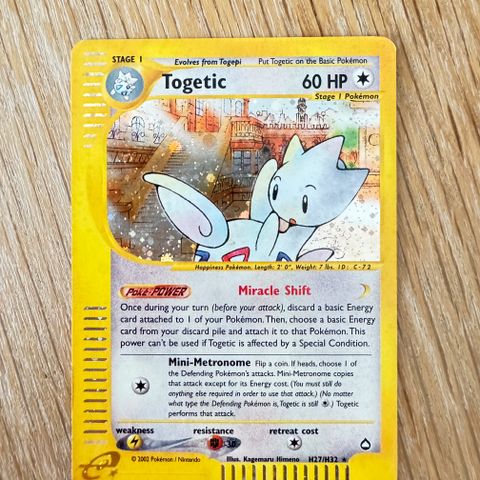 STAGE 1 Evolves from Togepi Put Togetic on the Basic Pokémon
Togetic 60 HP
Stage 1 Pokémon
Happiness Pokémon. Length: 2' 0", Weight: 7 lbs. ID: C-72
Poké-POWER Miracle Shift
Once during your turn (before your attack), discard a basic Energy
card attached to 1 of your Pokémon. Then, choose a basic Energy
card from your discard pile and attach it to that Pokémon. This
power can't be used if Togetic is affected by a Special Condition.
Mini-Metronome Flip a coin. If heads, choose 1 of
the Defending Pokémon's attacks. Mini-Metronome copies
that attack except for its Energy cost. (You must still do
anything else required in order to use that attack.) (No matter
what type the Defending Pokémon is, Togetic is still .) Togetic
performs that attack.
weakness resistance retreat cost
-30
e
© 2002 Pokémon / Nintendo Illus. Kagemaru Himeno H27/H32 ★